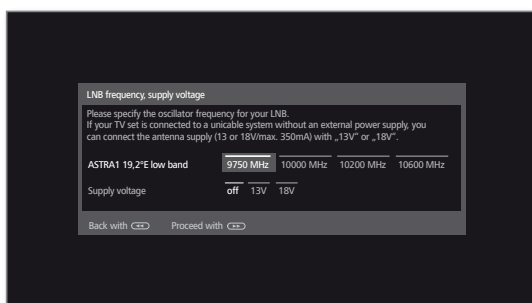 LNB frequency, supply voltage
Please specify the oscillator frequency for your LNB.
If your TV set is connected to a unicable system without an external power supply, you
can connect the antenna supply (13 or 18V/max. 350mA) with „13V" or „18V".
ASTRA1 19,2°E low band 9750 MHz 10000 MHz 10200 MHz 10600 MHz
Supply voltage off 13V 18V
Back with Proceed with